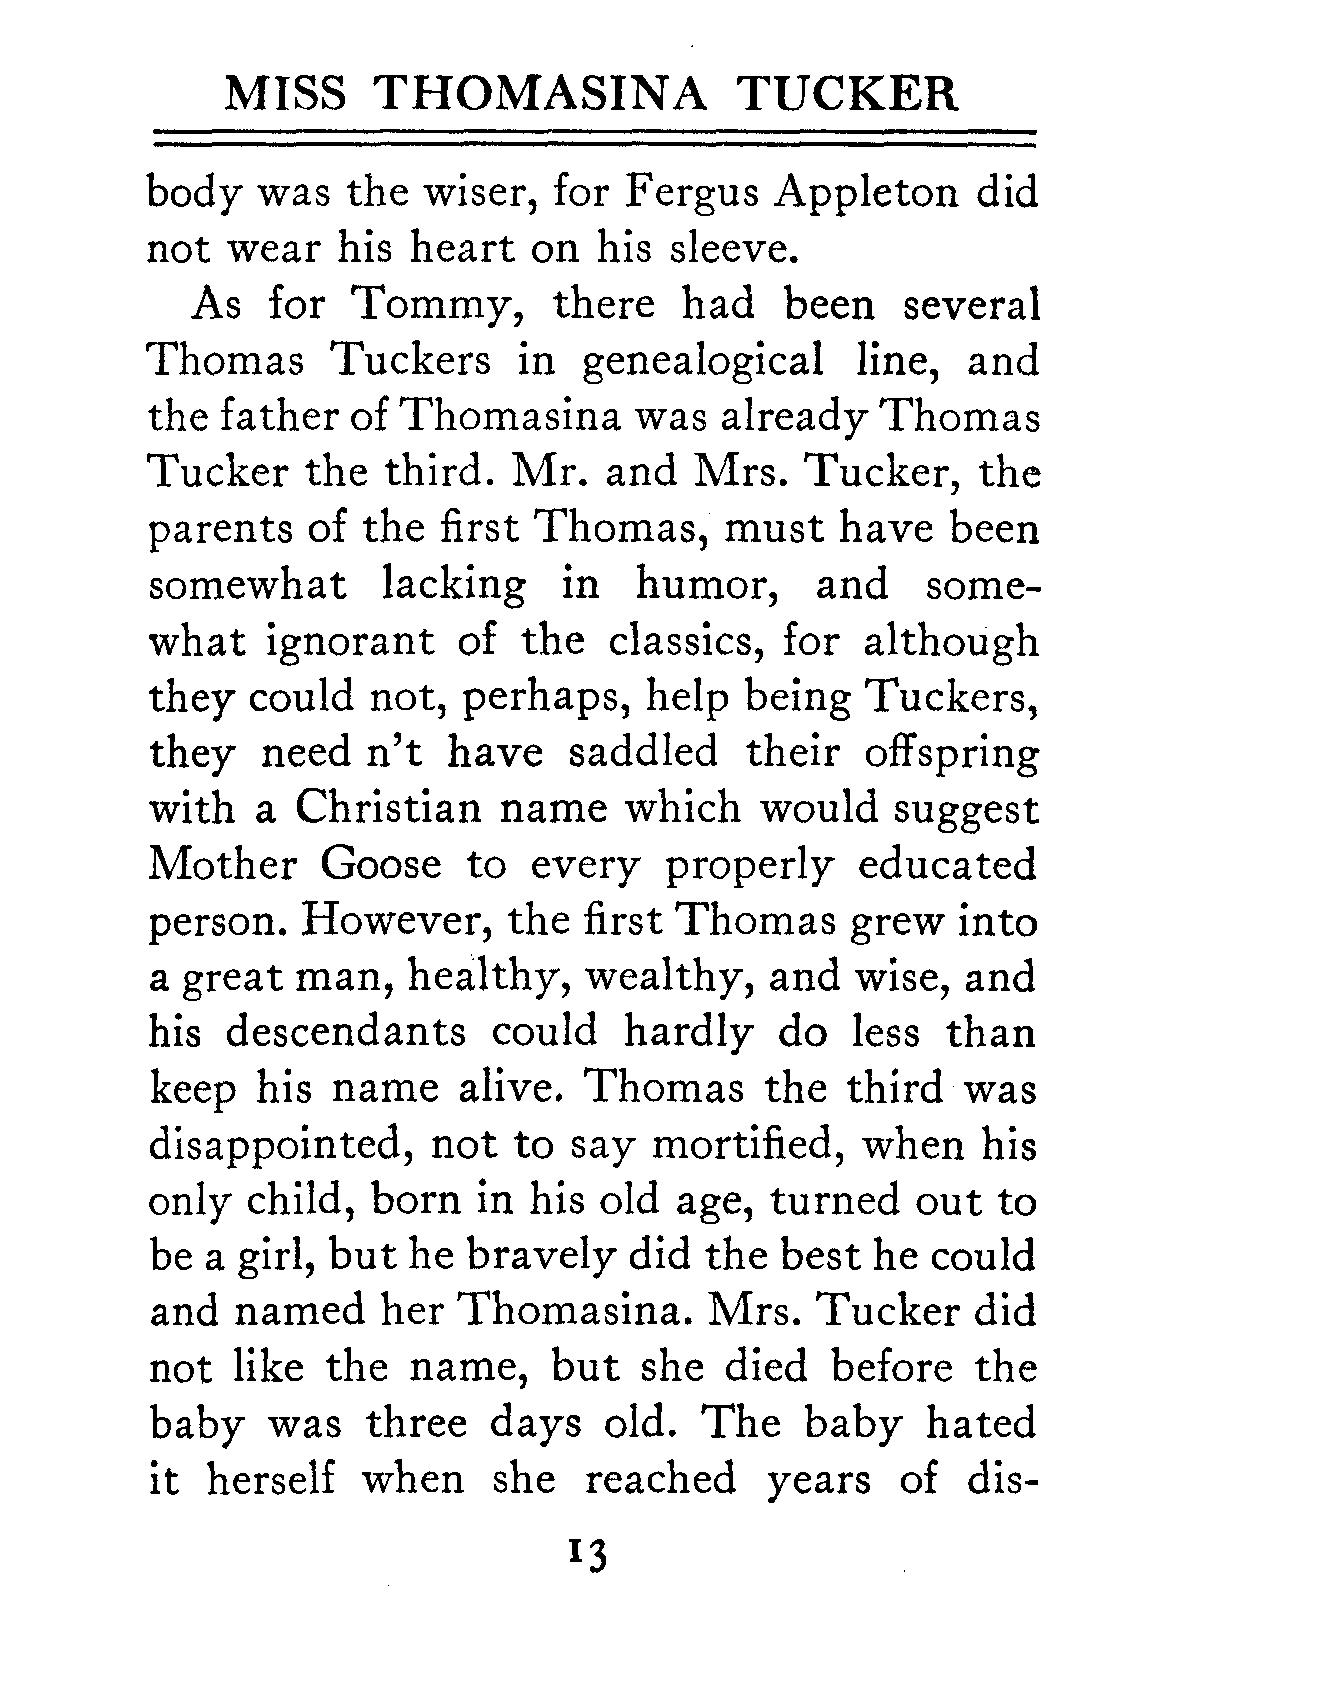 MISS THOMASINA TUCKER
body was the wiser, for Fergus Appleton did
not wear his heart on his sleeve.
As for Tommy, there had been several
Thomas Tuckers in genealogical line, and
the father of Thomasina was already Thomas
Tucker the third. Mr. and Mrs. Tucker, the
parents of the first Thomas, must have been
somewhat lacking in humor, and some-
what ignorant of the classics, for although
they could not, perhaps, help being Tuckers,
they need n't have saddled their offspring
with a Christian name which would suggest
Mother Goose to every properly educated
person. However, the first Thomas grew into
a great man, healthy, wealthy, and wise, and
his descendants could hardly do less than
keep his name alive. Thomas the third was
disappointed, not to say mortified, when his
only child, born in his old age, turned out to
be a girl, but he bravely did the best he could
and named her Thomasina. Mrs. Tucker did
not like the name, but she died before the
baby was three days old. The baby hated
it herself when she reached years of dis-
13